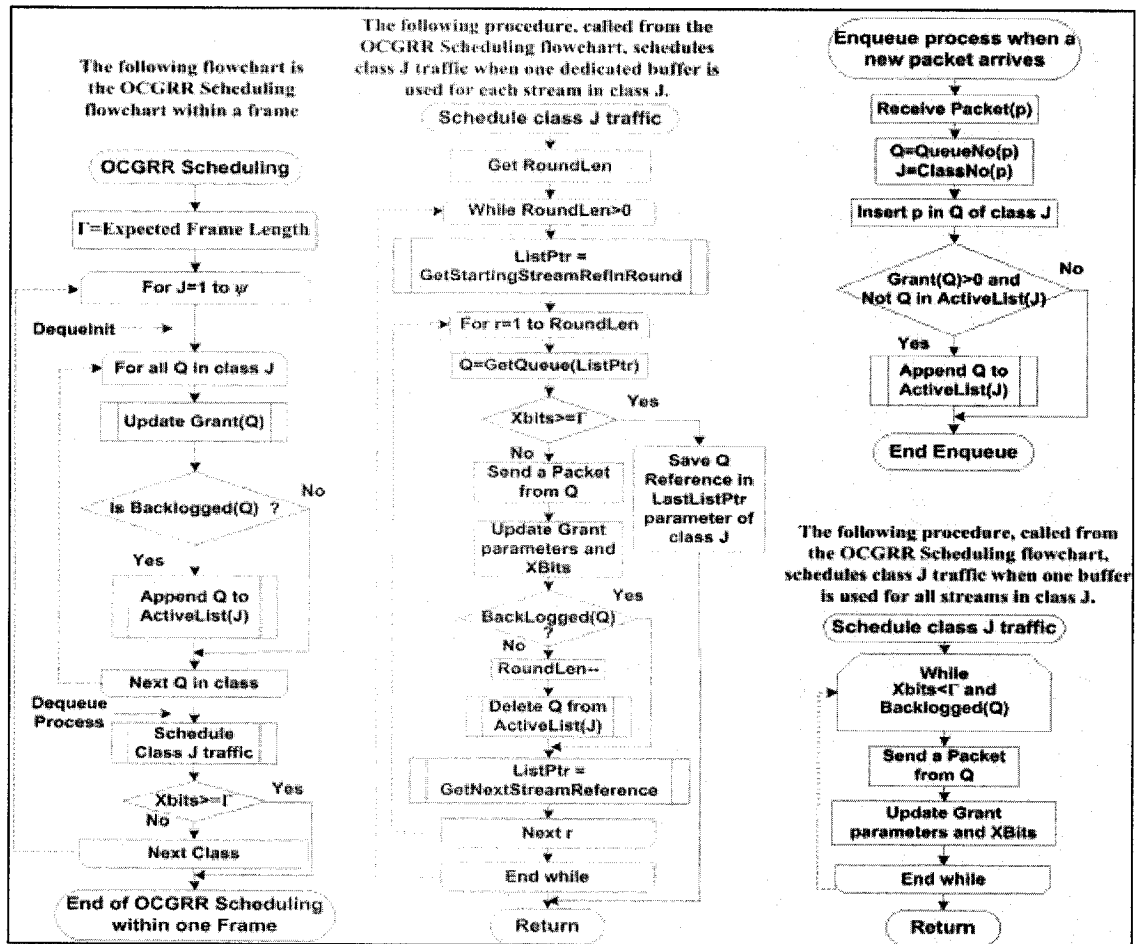 The following flowchart is
the OCGRR Scheduling
flowchart within a frame
OCGRR Scheduling
Γ=Expected Frame Length
For J=1 to ψ
DequeInit
For all Q in class J
Update Grant(Q)
Is Backlogged(Q) ?
No
Yes
Append Q to
ActiveList(J)
Next Q in class
Dequeue
Process
Schedule
Class J traffic
Xbits>=Γ
Yes
No
Next Class
End of OCGRR Scheduling
within one Frame
The following procedure, called from the
OCGRR Scheduling flowchart, schedules
class J traffic when one dedicated buffer is
used for each stream in class J.
Schedule class J traffic
Get RoundLen
While RoundLen>0
ListPtr =
GetStartingStreamRefInRound
For r=1 to RoundLen
Q=GetQueue(ListPtr)
Xbits>=Γ
Yes
No
Send a Packet
from Q
Save Q
Reference in
LastListPtr
parameter of
class J
Update Grant
parameters and
XBits
BackLogged(Q)
?
Yes
No
RoundLen--
Delete Q from
ActiveList(J)
ListPtr =
GetNextStreamReference
Next r
End while
Return
Enqueue process when a
new packet arrives
Receive Packet(p)
Q=QueueNo(p)
J=ClassNo(p)
Insert p in Q of class J
Grant(Q)>0 and
Not Q in ActiveList(J)
No
Yes
Append Q to
ActiveList(J)
End Enqueue
The following procedure, called from
the OCGRR Scheduling flowchart,
schedules class J traffic when one buffer
is used for all streams in class J.
Schedule class J traffic
While
Xbits<Γ and
Backlogged(Q)
Send a Packet
from Q
Update Grant
parameters and XBits
End while
Return